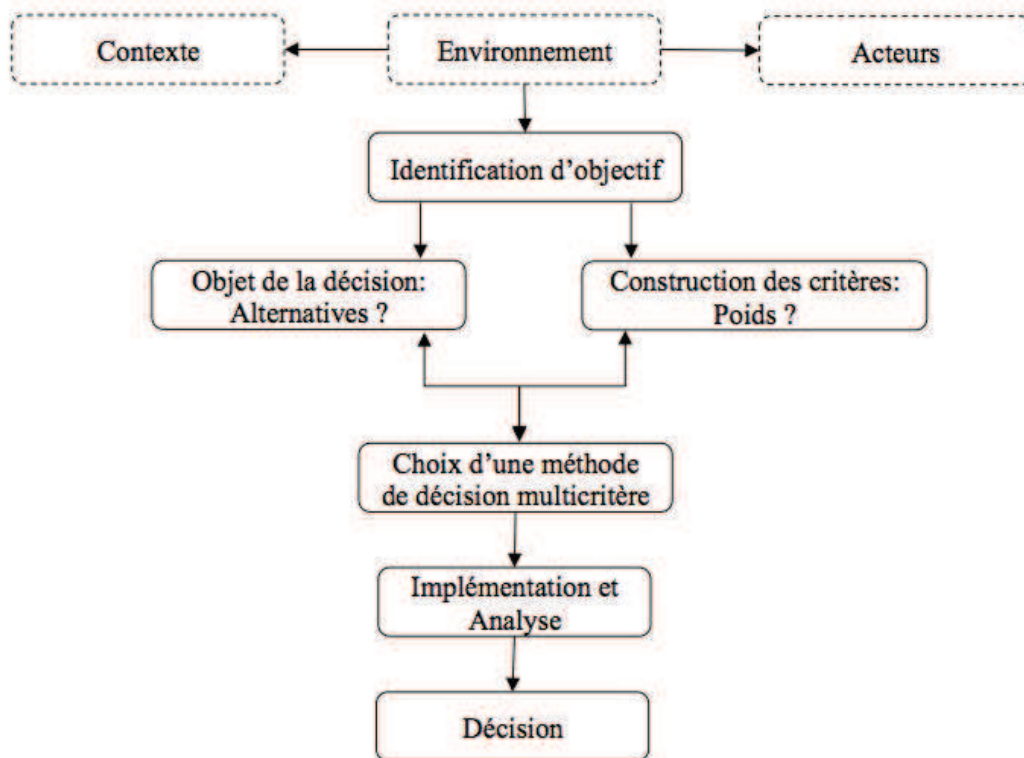 Contexte
Environnement
Acteurs
Identification d’objectif
Objet de la décision:
Alternatives ?
Construction des critères:
Poids ?
Choix d’une méthode
de décision multicritère
Implémentation et
Analyse
Décision